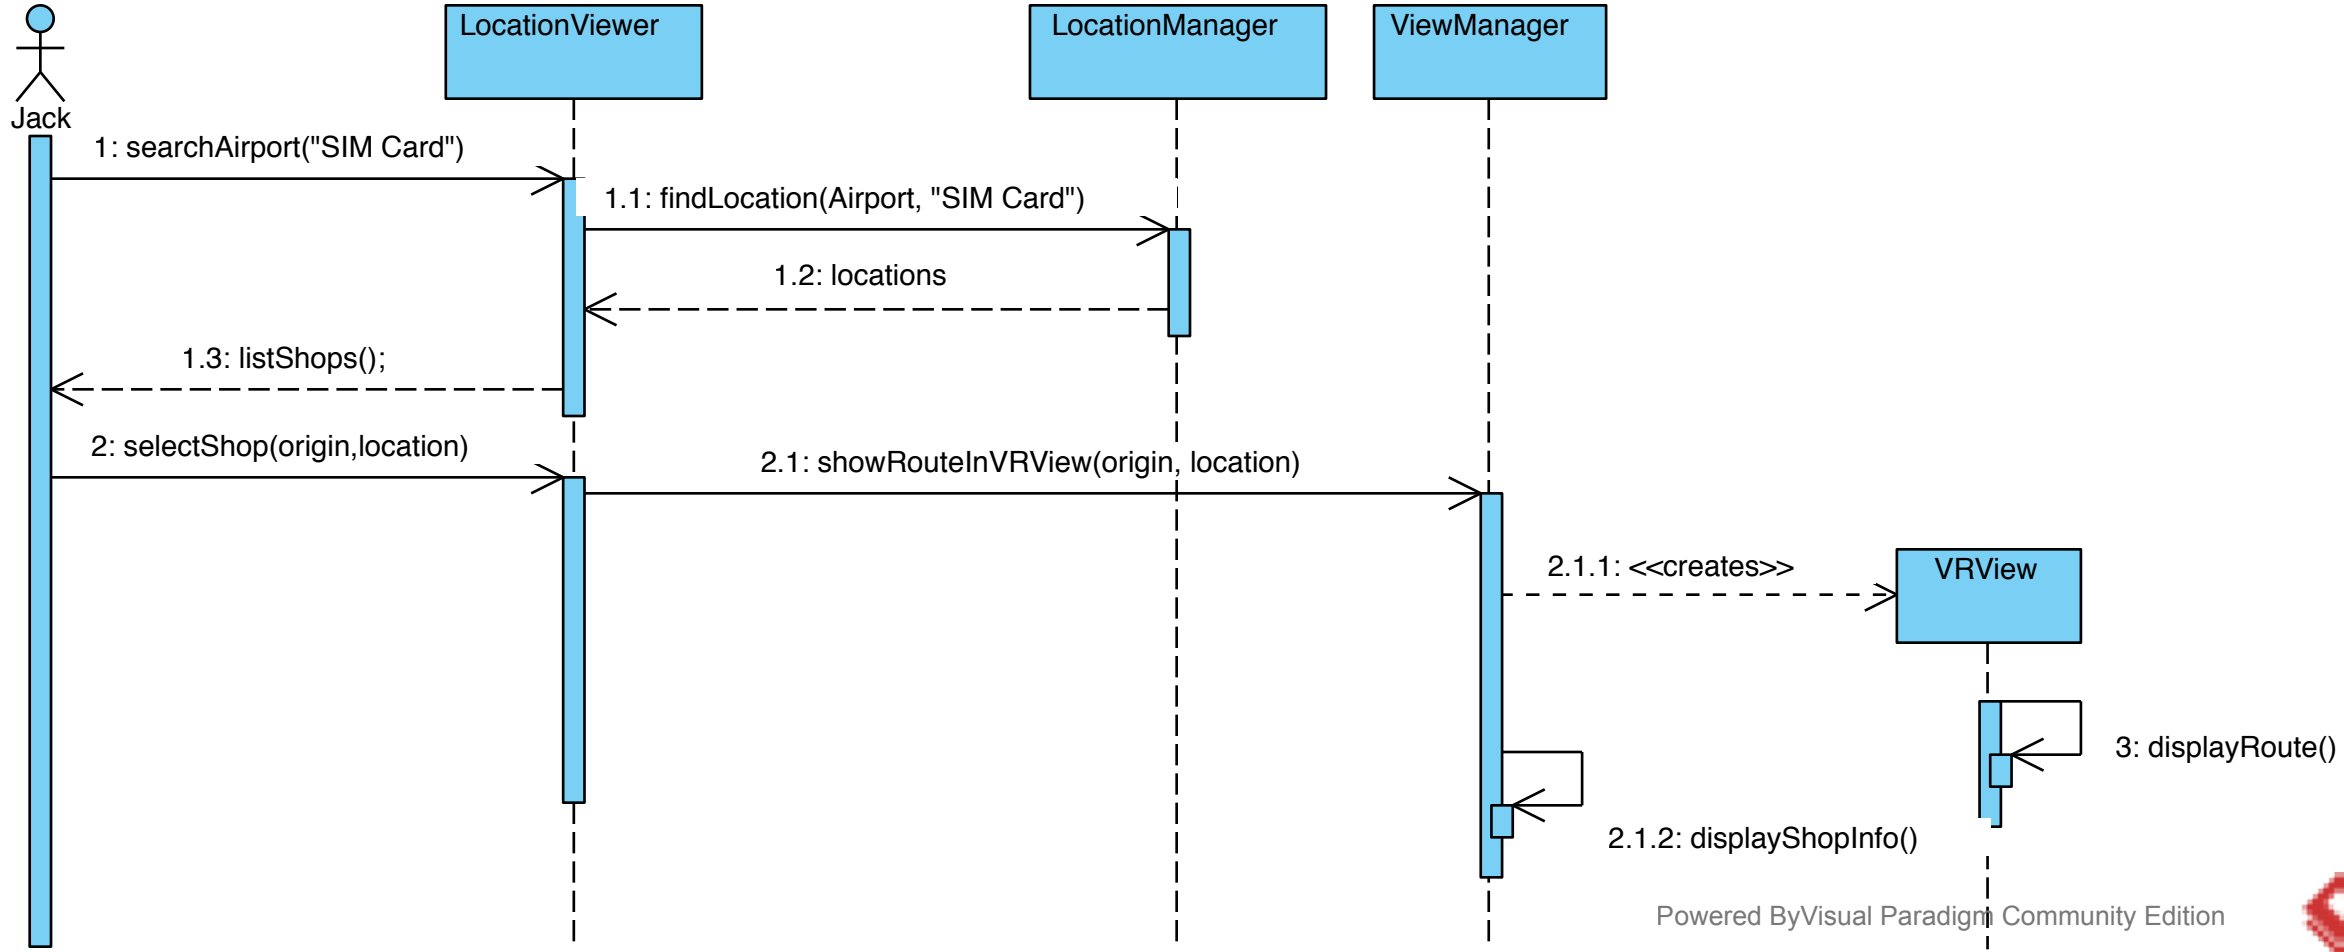 LocationViewer
LocationManager
ViewManager
Jack
1: searchAirport("SIM Card")
1.1: findLocation(Airport, "SIM Card")
1.2: locations
1.3: listShops();
2: selectShop(origin,location)
2.1: showRouteInVRView(origin, location)
2.1.1: <<creates>>
VRView
3: displayRoute()
2.1.2: displayShopInfo()
Powered ByVisual Paradigm Community Edition